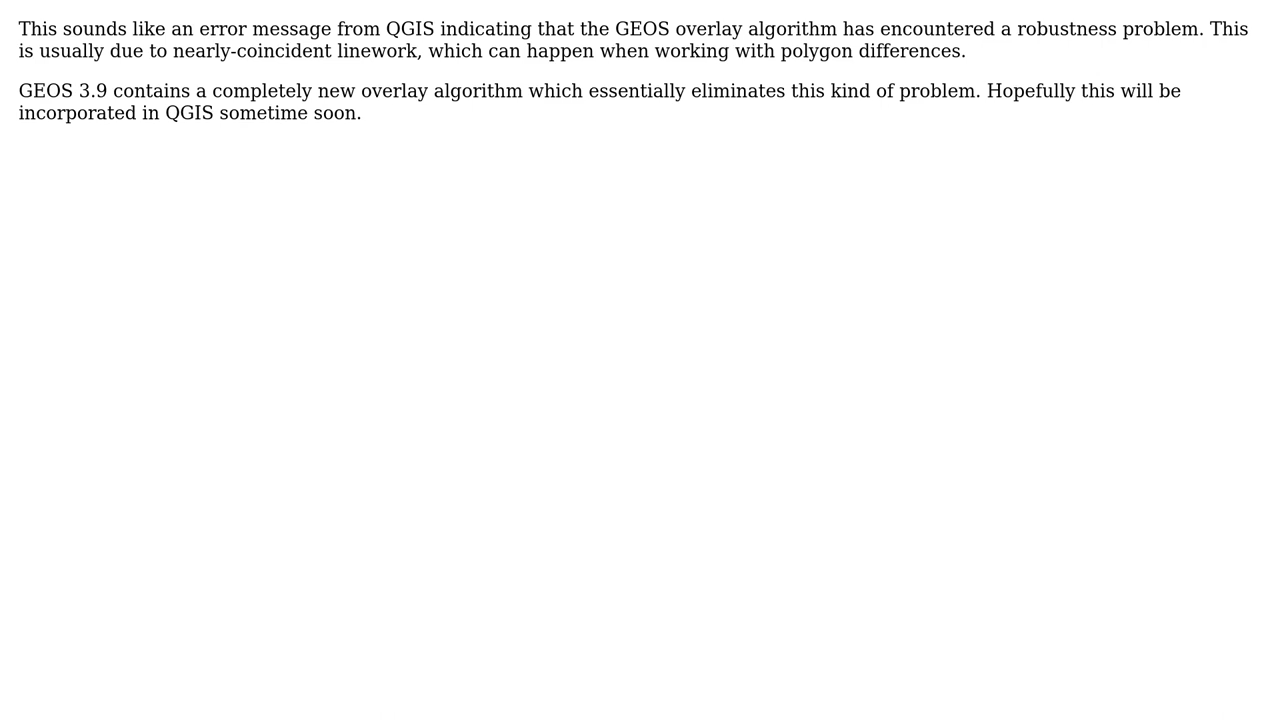 This sounds like an error message from QGIS indicating that the GEOS overlay algorithm has encountered a robustness problem. This
is usually due to nearly-coincident linework, which can happen when working with polygon differences.
GEOS 3.9 contains a completely new overlay algorithm which essentially eliminates this kind of problem. Hopefully this will be
incorporated in QGIS sometime soon.